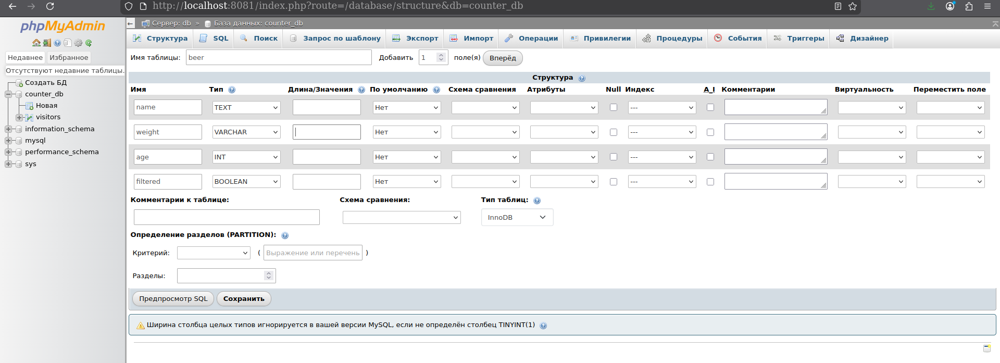 http://localhost:8081/index.php?route=/database/structure&db=counter_db
phpMyAdmin
Недавнее Избранное
Отсутствуют недавние таблицы.
Создать БД
counter_db
Новая
visitors
information_schema
mysql
performance_schema
sys
Сервер: db » База данных: counter_db
Структура SQL Поиск Запрос по шаблону Экспорт Импорт Операции Привилегии Процедуры События Триггеры Дизайнер
Имя таблицы: beer Добавить 1 поле(я) Вперёд
Структура
Имя Тип Длина/Значения По умолчанию Схема сравнения Атрибуты Null Индекс A_I Комментарии Виртуальность Переместить поле
name TEXT Нет ---
weight VARCHAR Нет ---
age INT Нет ---
filtered BOOLEAN Нет ---
Комментарии к таблице: Схема сравнения: Тип таблиц:
InnoDB
Определение разделов (PARTITION):
Критерий: ( Выражение или перечень )
Разделы:
Предпросмотр SQL Сохранить
Ширина столбца целых типов игнорируется в вашей версии MySQL, если не определён столбец TINYINT(1)